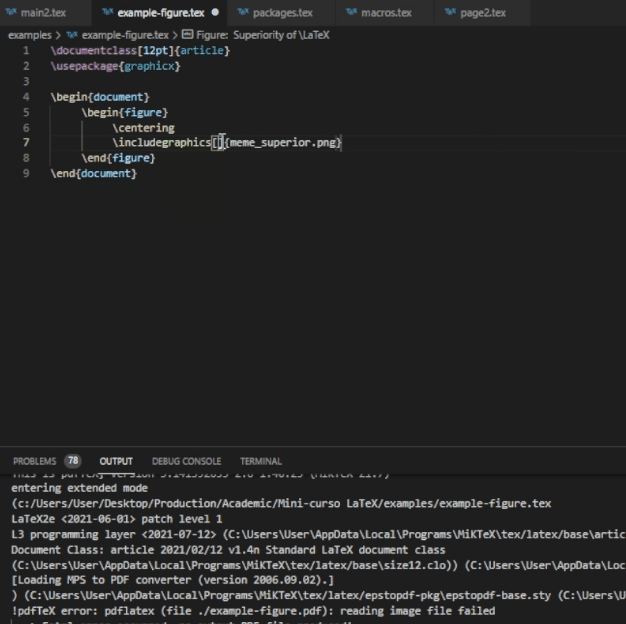 main2.tex example-figure.tex packages.tex macros.tex page2.tex
examples > example-figure.tex > Figure: Superiority of \LaTeX
1 \documentclass[12pt]{article}
2 \usepackage{graphicx}
3
4 \begin{document}
5 \begin{figure}
6 \centering
7 \includegraphics[]{meme_superior.png}
8 \end{figure}
9 \end{document}
PROBLEMS 78 OUTPUT DEBUG CONSOLE TERMINAL
entering extended mode
(c:/Users/User/Desktop/Production/Academic/Mini-curso LaTeX/examples/example-figure.tex
LaTeX2e <2021-06-01> patch level 1
L3 programming layer <2021-07-12> (C:\Users\User\AppData\Local\Programs\MiKTeX\tex/latex/base\artic
Document Class: article 2021/02/12 v1.4n Standard LaTeX document class
(C:\Users\User\AppData\Local\Programs\MiKTeX\tex/latex/base\size12.clo)) (C:\Users\User\AppData\Loc
[Loading MPS to PDF converter (version 2006.09.02).]
) (C:\Users\User\AppData\Local\Programs\MiKTeX\tex/latex/epstopdf-pkg\epstopdf-base.sty (C:\Users\U
!pdfTeX error: pdflatex (file ./example-figure.pdf): reading image file failed